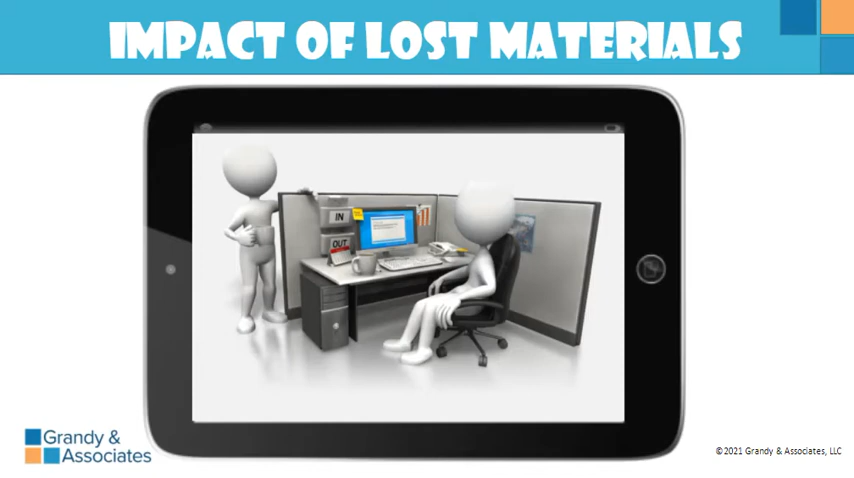 IMPACT OF LOST MATERIALS
IN
OUT
Grandy &
Associates
©2021 Grandy & Associates, LLC